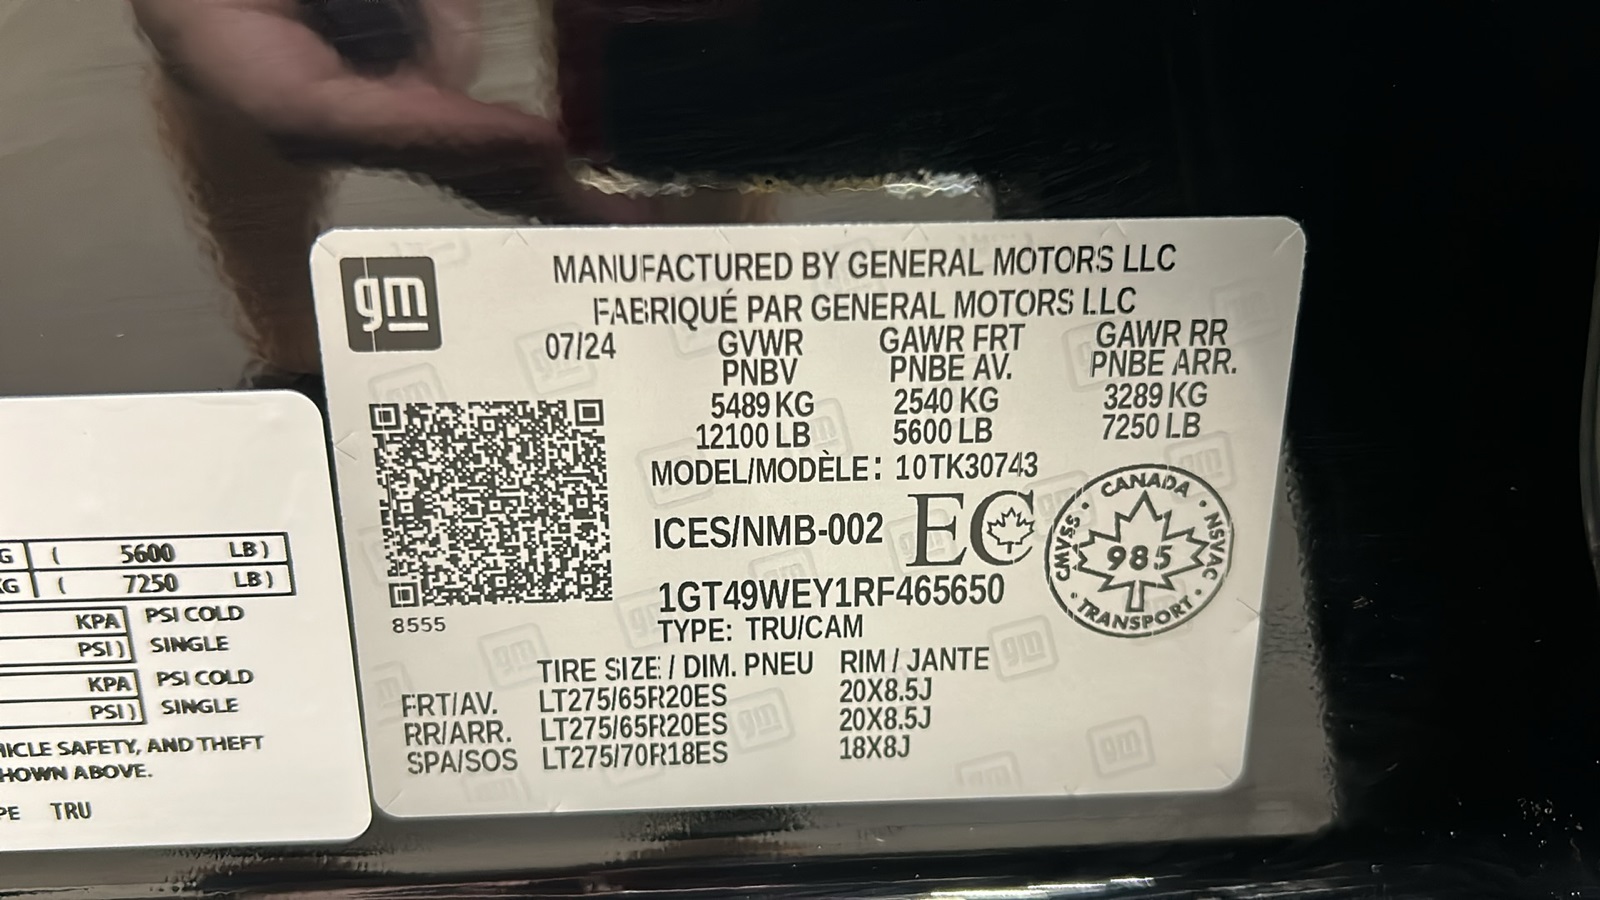 gm
MANUFACTURED BY GENERAL MOTORS LLC
FABRIQUÉ PAR GENERAL MOTORS LLC
07/24
GVWR
PNBV
5489 KG
12100 LB
GAWR FRT
PNBE AV.
2540 KG
5600 LB
GAWR RR
PNBE ARR.
3289 KG
7250 LB
MODEL/MODÈLE: 10TK30743
ICES/NMB-002
EC
CANADA
CMVSS
985
NSVAC
TRANSPORT
1GT49WEY1RF465650
TYPE: TRU/CAM
8555
TIRE SIZE / DIM. PNEU RIM / JANTE
FRT/AV. LT275/65R20ES 20X8.5J
RR/ARR. LT275/65R20ES 20X8.5J
SPA/SOS LT275/70R18ES 18X8J
G ( 5600 LB)
KG ( 7250 LB)
KPA PSI COLD
PSI) SINGLE
KPA PSI COLD
PSI) SINGLE
HICLE SAFETY, AND THEFT
HOWN ABOVE.
PE TRU